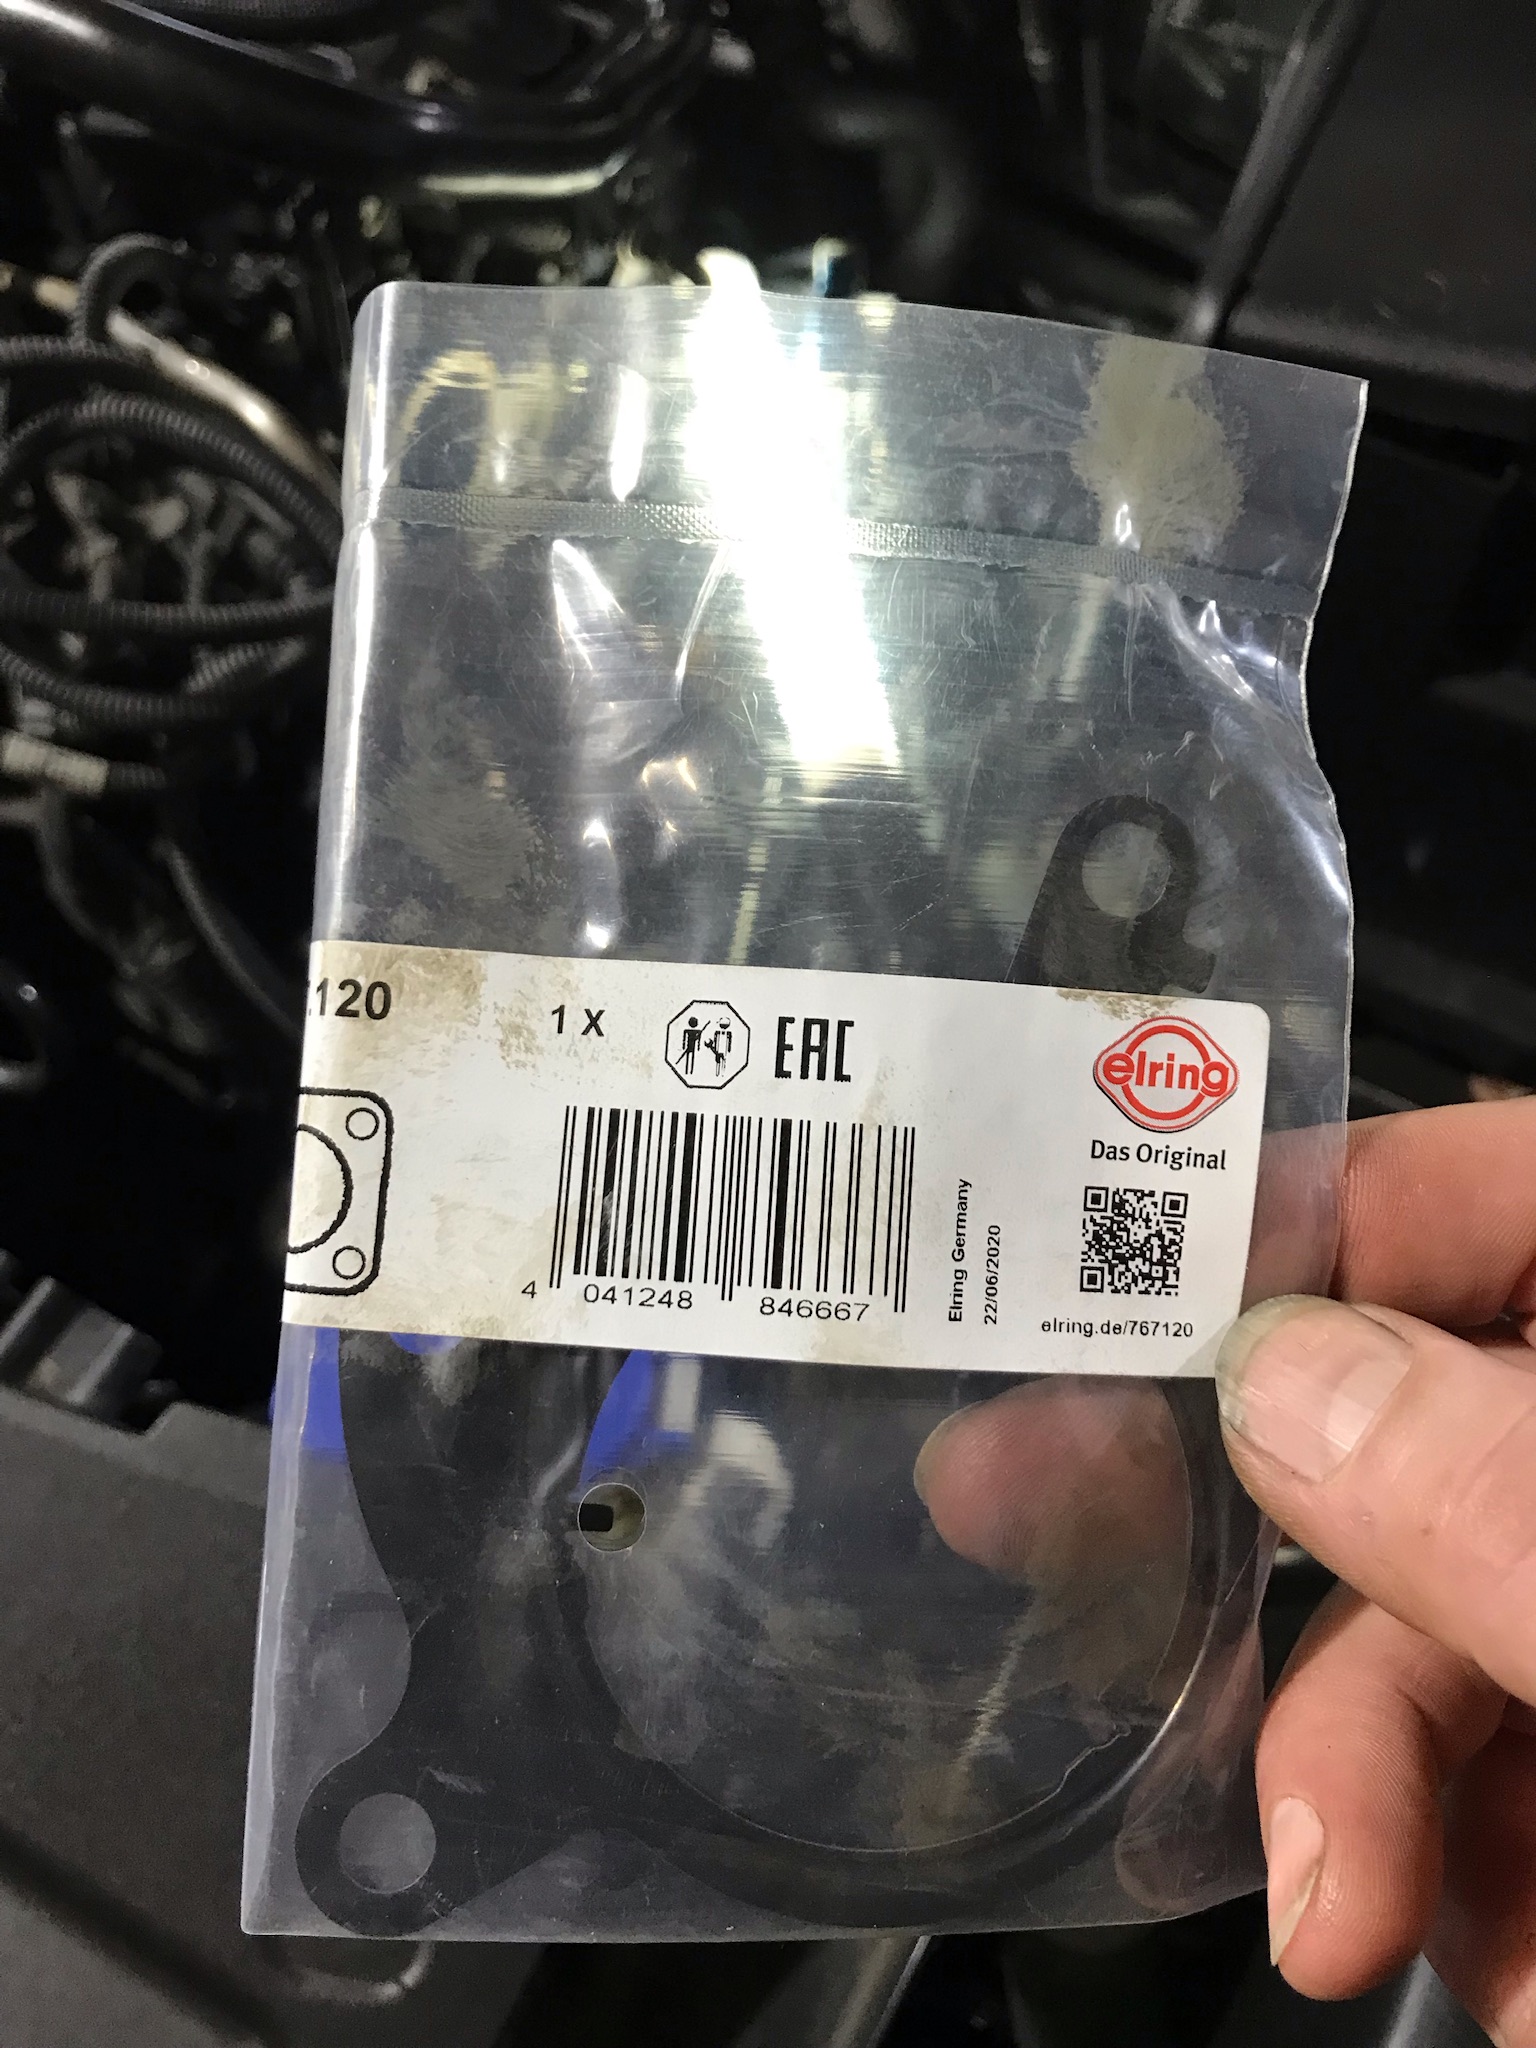 .120
1 X
EAC
elring
Das Original
4 041248 846667
Elring Germany
22/06/2020
elring.de/767120